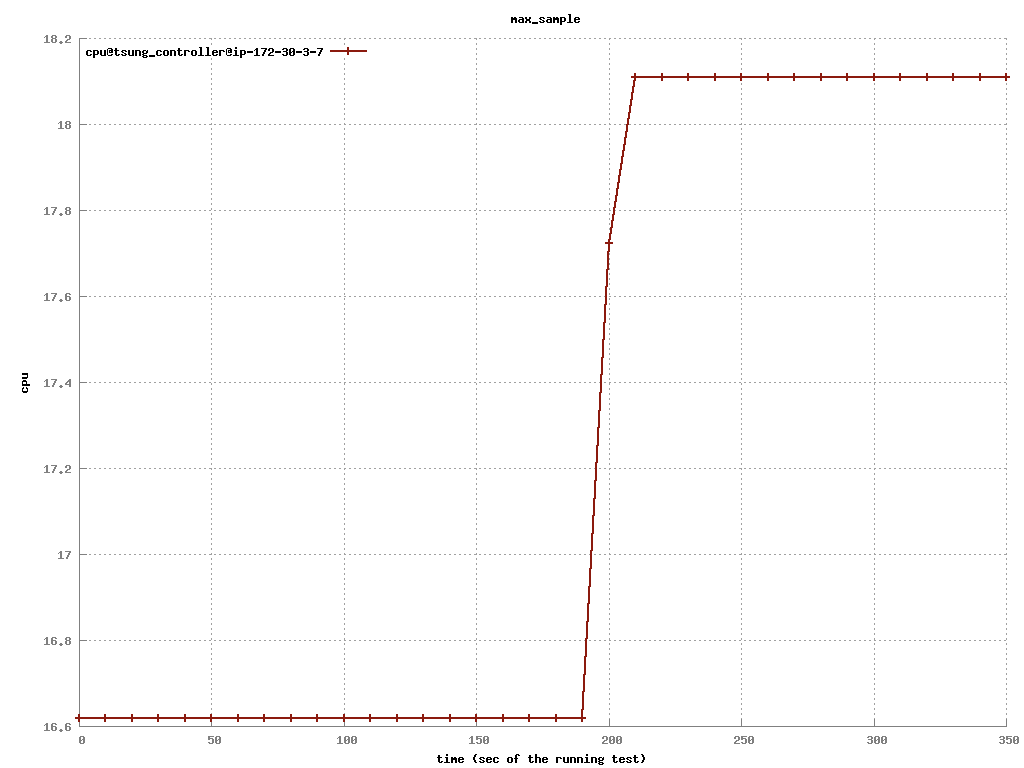 max_sample
cpu@tsung_controller@ip-172-30-3-7
18.2
18
17.8
17.6
17.4
17.2
17
16.8
16.6
cpu
0 50 100 150 200 250 300 350
time (sec of the running test)